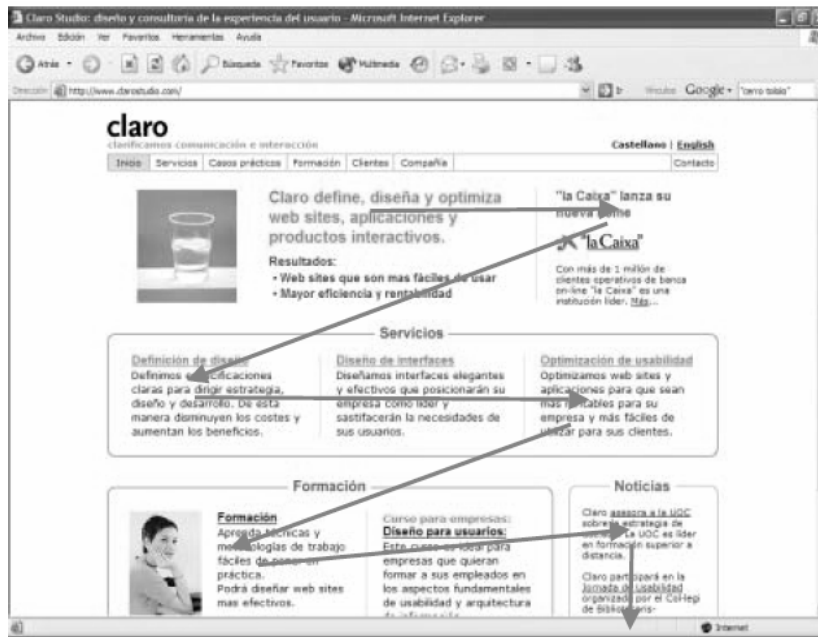 Claro Studio: diseño y consultoría de la experiencia del usuario - Microsoft Internet Explorer
Archivo Edición Ver Favoritos Herramientas Ayuda
Atrás Búsqueda Favoritos Multimedia
Dirección http://www.clarostudio.com/ Ir Vínculos Google
claro
clarificamos comunicación e interacción
Castellano | English
Inicio Servicios Casos prácticos Formación Clientes Compañía Contacto
Claro define, diseña y optimiza
web sites, aplicaciones y
productos interactivos.
Resultados:
• Web sites que son mas fáciles de usar
• Mayor eficiencia y rentabilidad
"la Caixa" lanza su
nueva home
"la Caixa"
Con más de 1 millón de
clientes operativos de banca
on-line "la Caixa" es una
institución líder. Más...
Servicios
Definición de diseño
Definimos especificaciones
claras para dirigir estrategia,
diseño y desarrollo. De esta
manera disminuyen los costes y
aumentan los beneficios.
Diseño de interfaces
Diseñamos interfaces elegantes
y efectivos que posicionarán su
empresa como líder y
sastifacerán la necesidades de
sus usuarios.
Optimización de usabilidad
Optimizamos web sites y
aplicaciones para que sean
más rentables para su
empresa y más fáciles de
utilizar para sus clientes.
Formación
Formación
Aprenda técnicas y
metodologías de trabajo
fáciles de poner en
práctica.
Podrá diseñar web sites
mas efectivos.
Curso para empresas:
Diseño para usuarios:
Este curso es ideal para
empresas que quieran
formar a sus empleados en
los aspectos fundamentales
de usabilidad y arquitectura
de información
Noticias
Claro asesora a la UOC
sobre la estrategia de
La UOC es líder
en formación superior a
distancia.
Claro participará en la
Jornada de Usabilidad
organizada por el Col·legi
de Bibliotecaris-
Internet